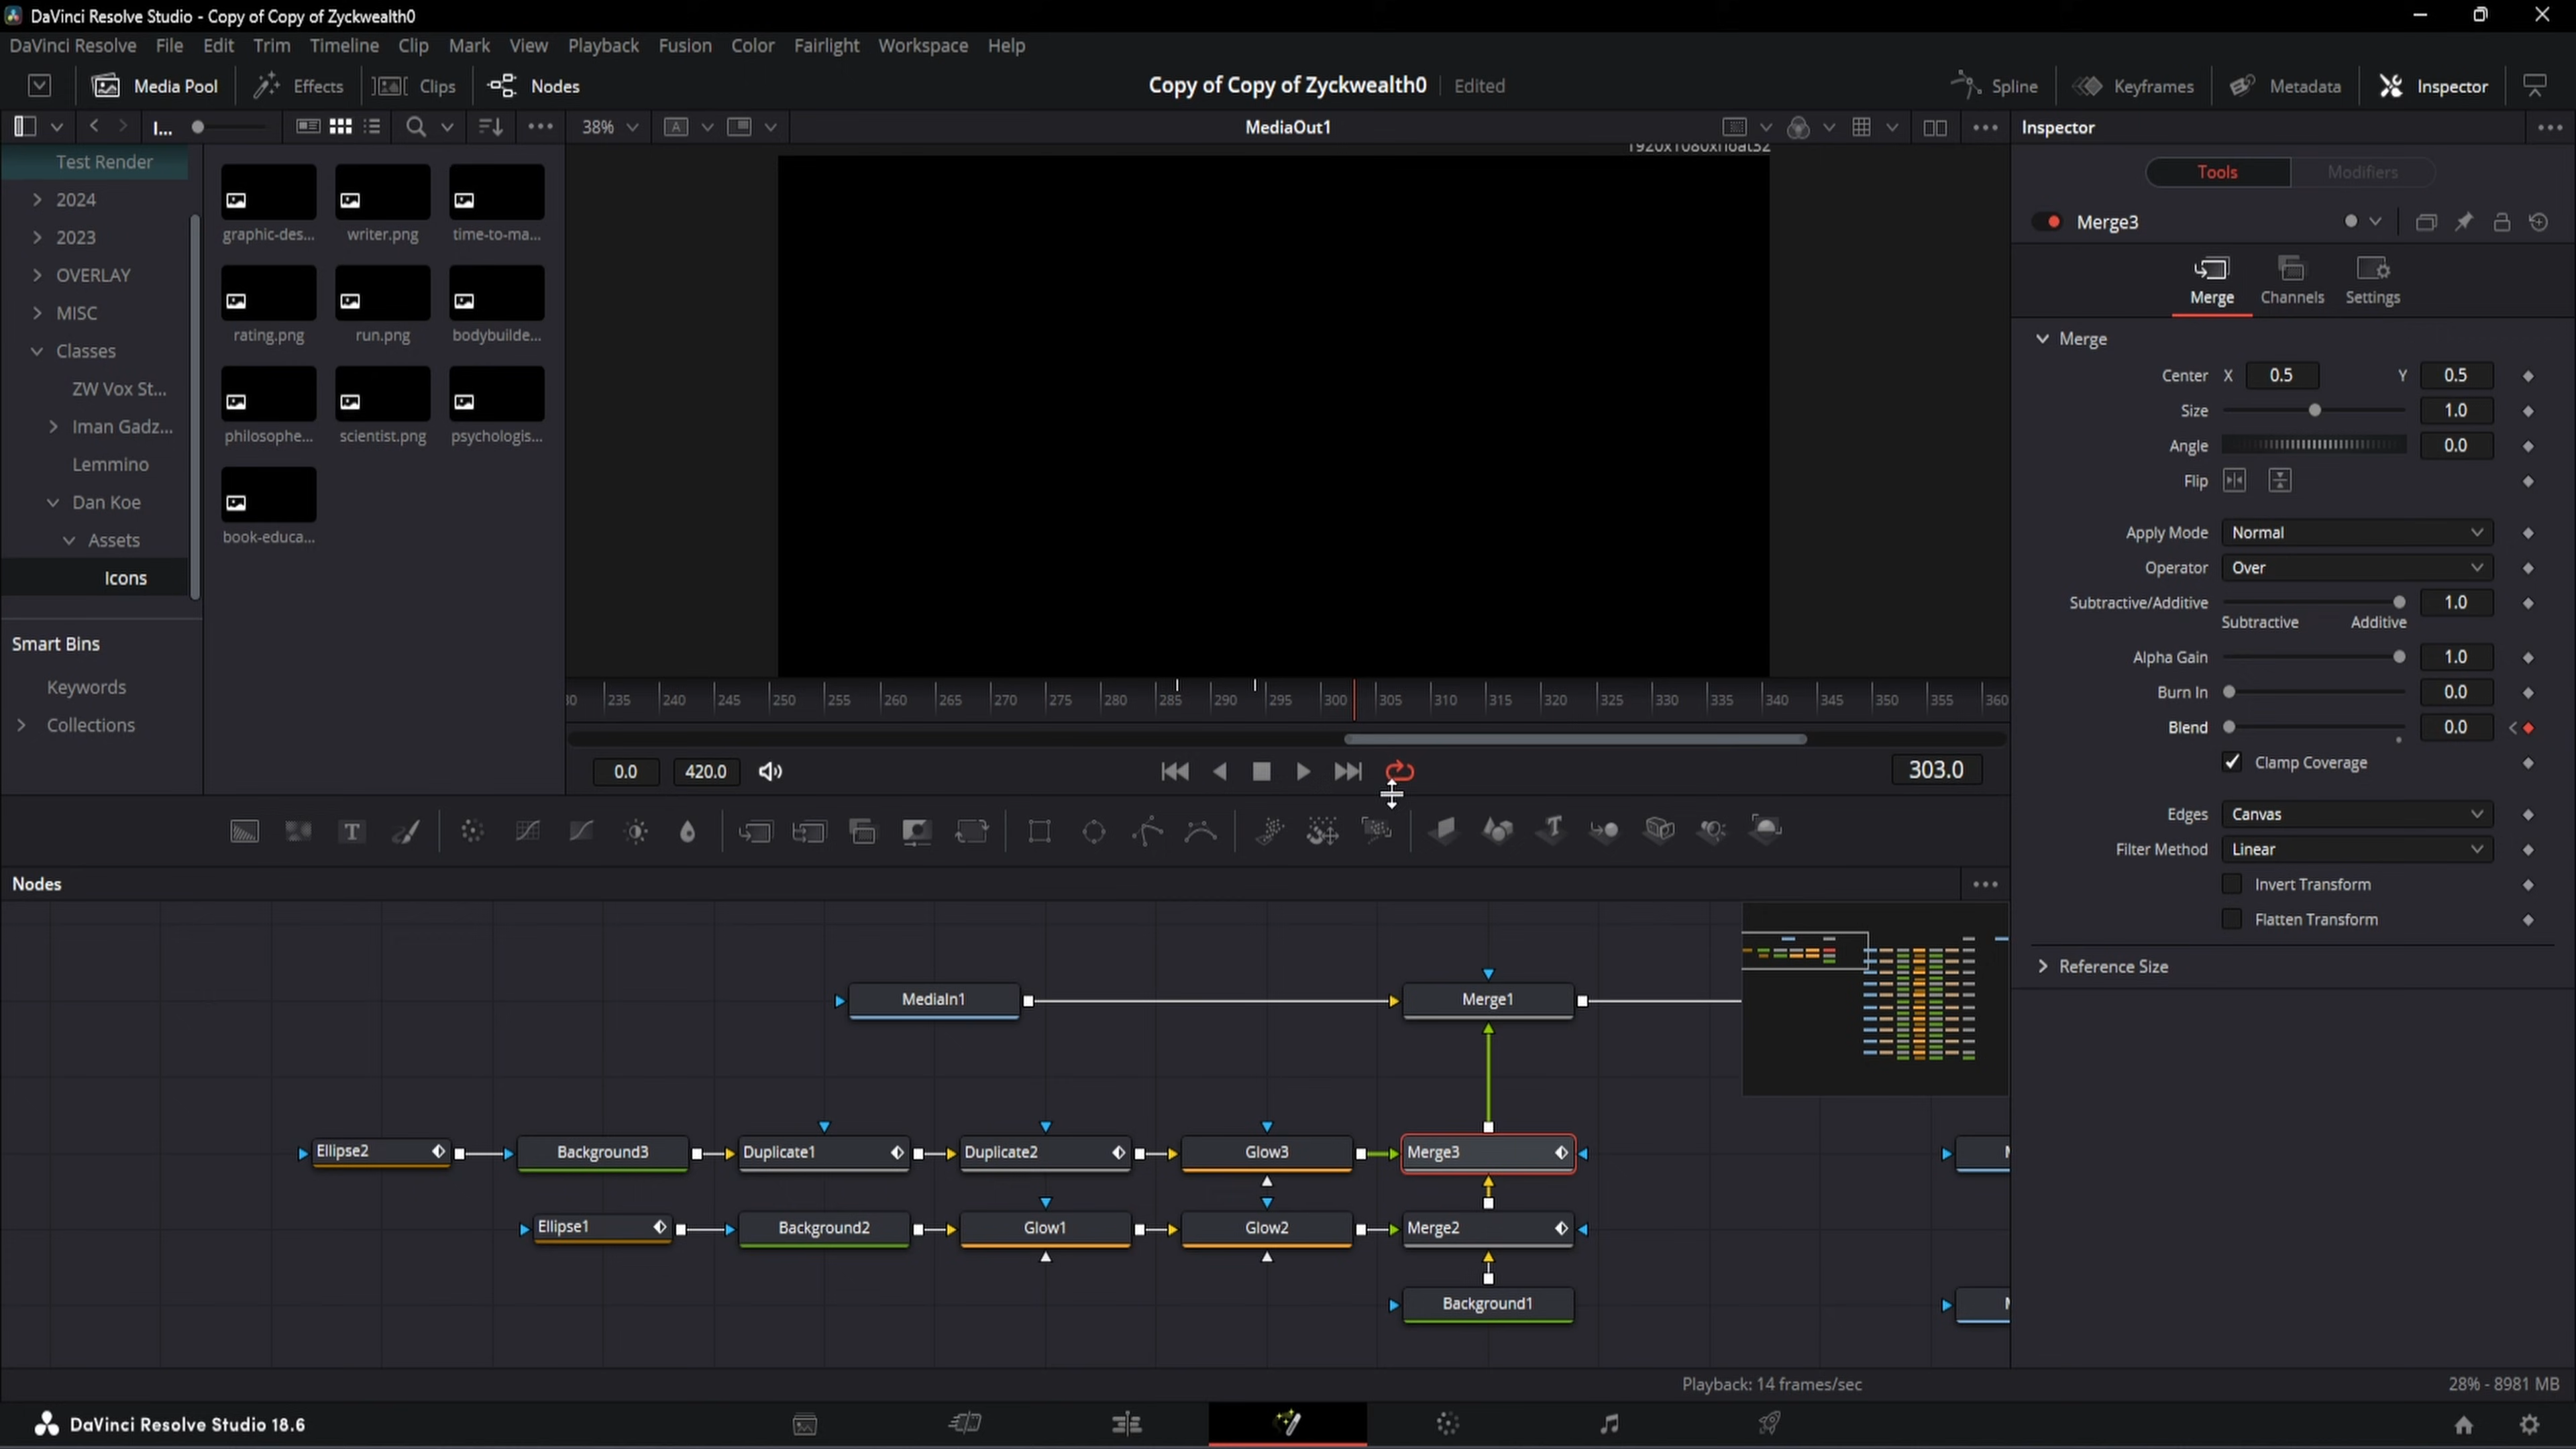 DaVinci Resolve Studio - Copy of Copy of Zyckwealth0
DaVinci Resolve File Edit Trim Timeline Clip Mark View Playback Fusion Color Fairlight Workspace Help
Media Pool Effects Clips Nodes Copy of Copy of Zyckwealth0 Edited Spline Keyframes Metadata Inspector
I... 38% A MediaOut1 Inspector
1920x1080xfloat32
Test Render
2024
2023
OVERLAY
MISC
Classes
ZW Vox St...
Iman Gadz...
Lemmino
Dan Koe
Assets
Icons
Smart Bins
Keywords
Collections
graphic-des... writer.png time-to-ma...
rating.png run.png bodybuilde...
philosophe... scientist.png psychologis...
book-educa...
30 235 240 245 250 255 260 265 270 275 280 285 290 295 300 305 310 315 320 325 330 335 340 345 350 355 360
0.0 420.0 303.0
Tools Modifiers
Merge3
Merge Channels Settings
Merge
Center X 0.5 Y 0.5
Size 1.0
Angle 0.0
Flip
Apply Mode Normal
Operator Over
Subtractive/Additive 1.0
Subtractive Additive
Alpha Gain 1.0
Burn In 0.0
Blend 0.0
Clamp Coverage
Edges Canvas
Filter Method Linear
Invert Transform
Flatten Transform
Reference Size
T T
Nodes
MediaIn1 Merge1
Ellipse2 Background3 Duplicate1 Duplicate2 Glow3 Merge3
Ellipse1 Background2 Glow1 Glow2 Merge2
Background1
Playback: 14 frames/sec 28% - 8981 MB
DaVinci Resolve Studio 18.6